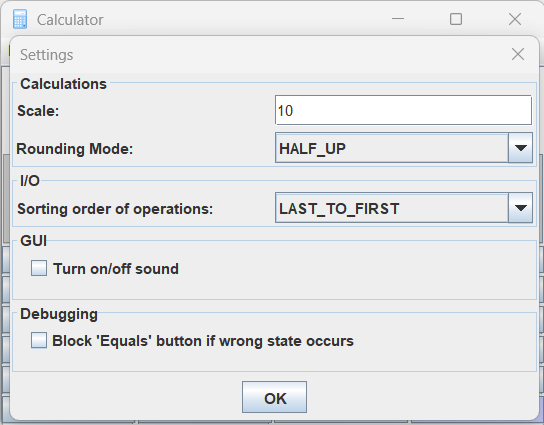 Calculator
Settings
Calculations
Scale: 10
Rounding Mode: HALF_UP
I/O
Sorting order of operations: LAST_TO_FIRST
GUI
Turn on/off sound
Debugging
Block 'Equals' button if wrong state occurs
OK